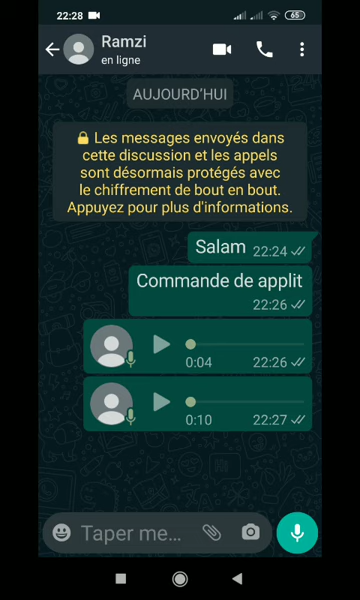 22:28
65
Ramzi
en ligne
AUJOURD'HUI
Les messages envoyés dans
cette discussion et les appels
sont désormais protégés avec
le chiffrement de bout en bout.
Appuyez pour plus d'informations.
Salam 22:24
Commande de applit
22:26
0:04 22:26
0:10 22:27
Taper me...